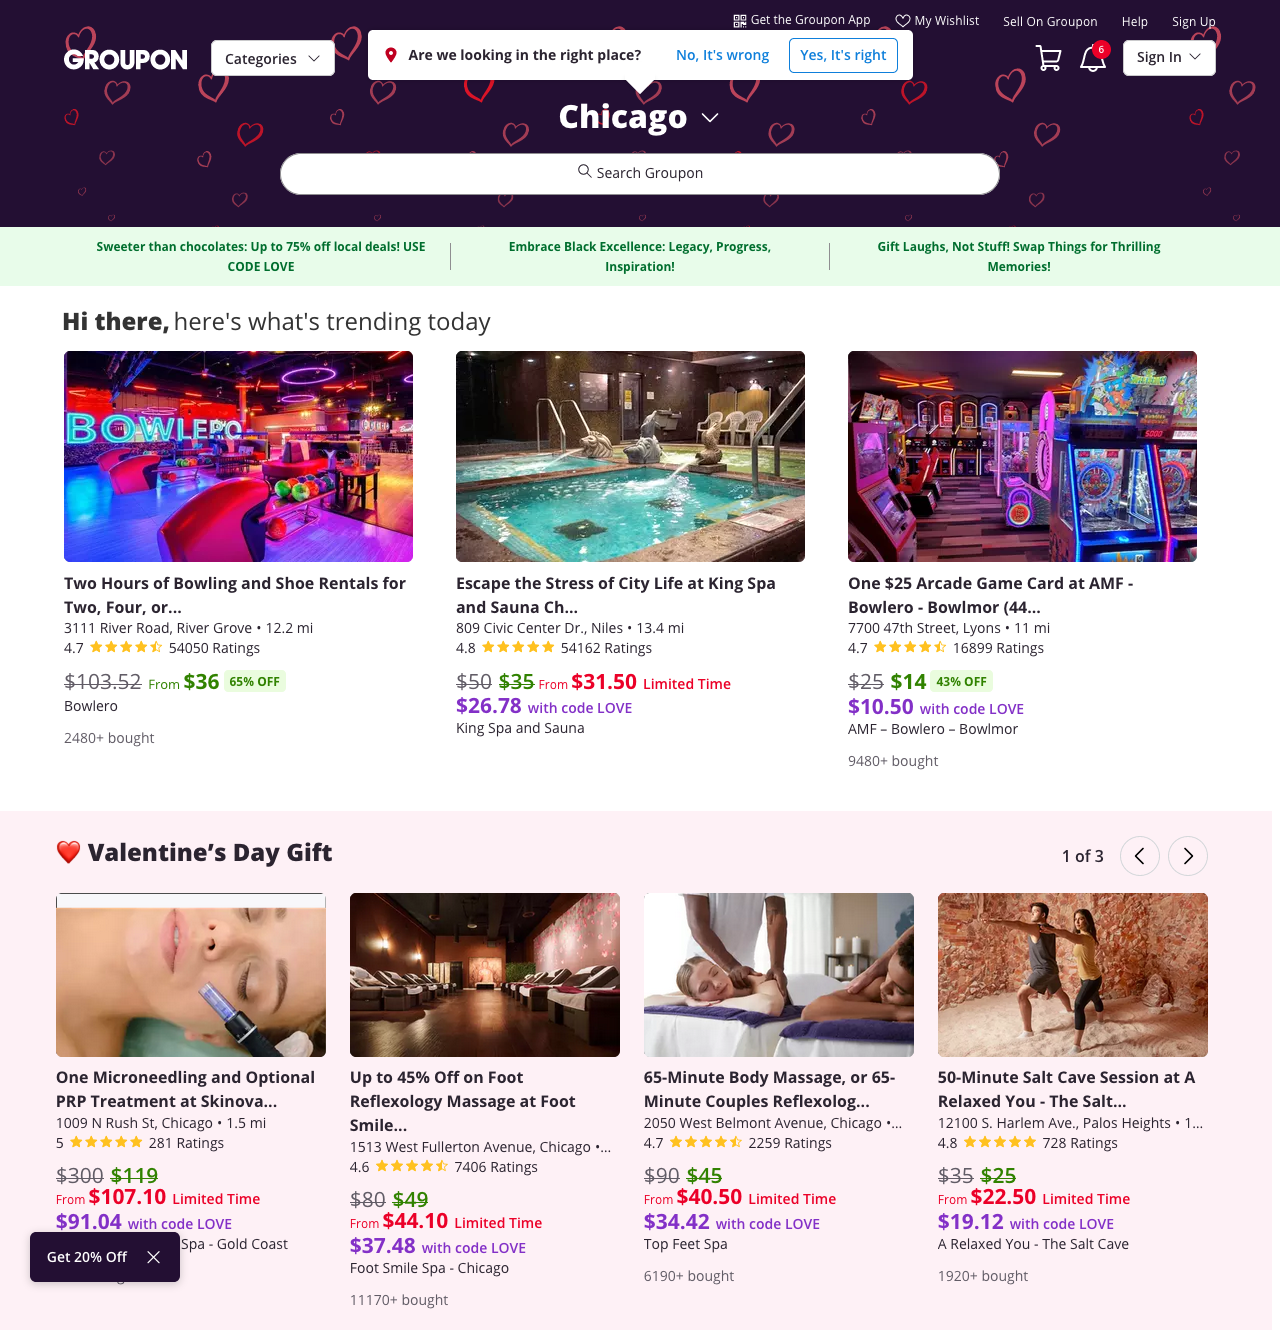 Get the Groupon App
My Wishlist
Sell On Groupon
Help
Sign Up
GROUPON
Categories
Are we looking in the right place?
No, It's wrong
Yes, It's right
6
Sign In
Chicago
Search Groupon
Sweeter than chocolates: Up to 75% off local deals! USE
CODE LOVE
Embrace Black Excellence: Legacy, Progress,
Inspiration!
Gift Laughs, Not Stuff! Swap Things for Thrilling
Memories!
Hi there, here's what's trending today
BOWLERO
Two Hours of Bowling and Shoe Rentals for
Two, Four, or...
3111 River Road, River Grove • 12.2 mi
4.7 54050 Ratings
$103.52 From $36 65% OFF
Bowlero
2480+ bought
Escape the Stress of City Life at King Spa
and Sauna Ch...
809 Civic Center Dr., Niles • 13.4 mi
4.8 54162 Ratings
$50 $35 From $31.50 Limited Time
$26.78 with code LOVE
King Spa and Sauna
One $25 Arcade Game Card at AMF -
Bowlero - Bowlmor (44...
7700 47th Street, Lyons • 11 mi
4.7 16899 Ratings
$25 $14 43% OFF
$10.50 with code LOVE
AMF – Bowlero – Bowlmor
9480+ bought
Valentine’s Day Gift
1 of 3
One Microneedling and Optional
PRP Treatment at Skinova...
1009 N Rush St, Chicago • 1.5 mi
5 281 Ratings
$300 $119
From $107.10 Limited Time
$91.04 with code LOVE
Spa - Gold Coast
Up to 45% Off on Foot
Reflexology Massage at Foot
Smile...
1513 West Fullerton Avenue, Chicago •...
4.6 7406 Ratings
$80 $49
From $44.10 Limited Time
$37.48 with code LOVE
Foot Smile Spa - Chicago
11170+ bought
65-Minute Body Massage, or 65-
Minute Couples Reflexolog...
2050 West Belmont Avenue, Chicago •...
4.7 2259 Ratings
$90 $45
From $40.50 Limited Time
$34.42 with code LOVE
Top Feet Spa
6190+ bought
50-Minute Salt Cave Session at A
Relaxed You - The Salt...
12100 S. Harlem Ave., Palos Heights • 1...
4.8 728 Ratings
$35 $25
From $22.50 Limited Time
$19.12 with code LOVE
A Relaxed You - The Salt Cave
1920+ bought
Get 20% Off